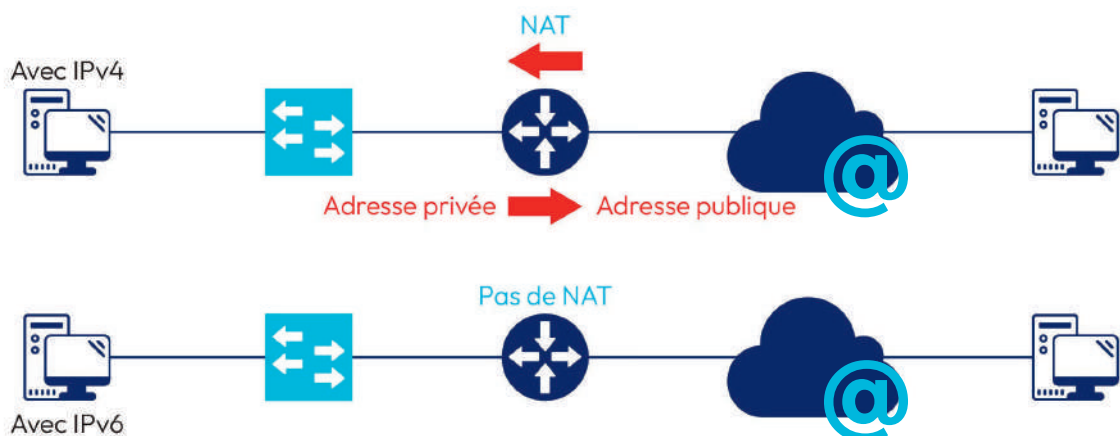 NAT
Avec IPv4
@
Adresse privée
Adresse publique
Pas de NAT
@
Avec IPv6